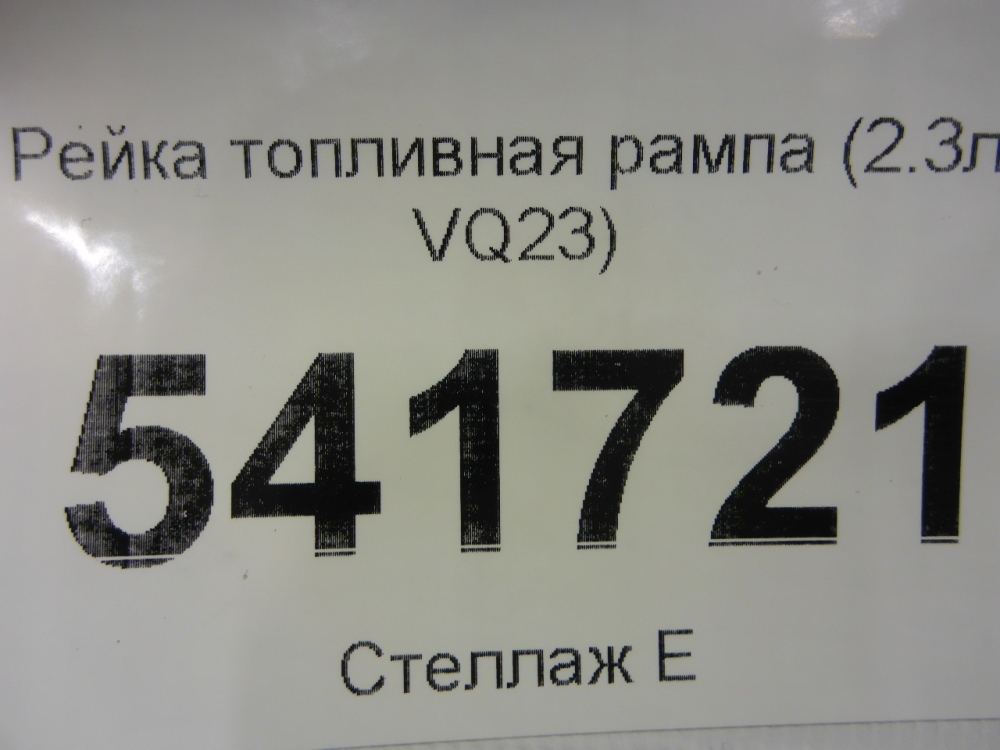 Рейка топливная рампа (2.3л
VQ23)
541721
Стеллаж Е